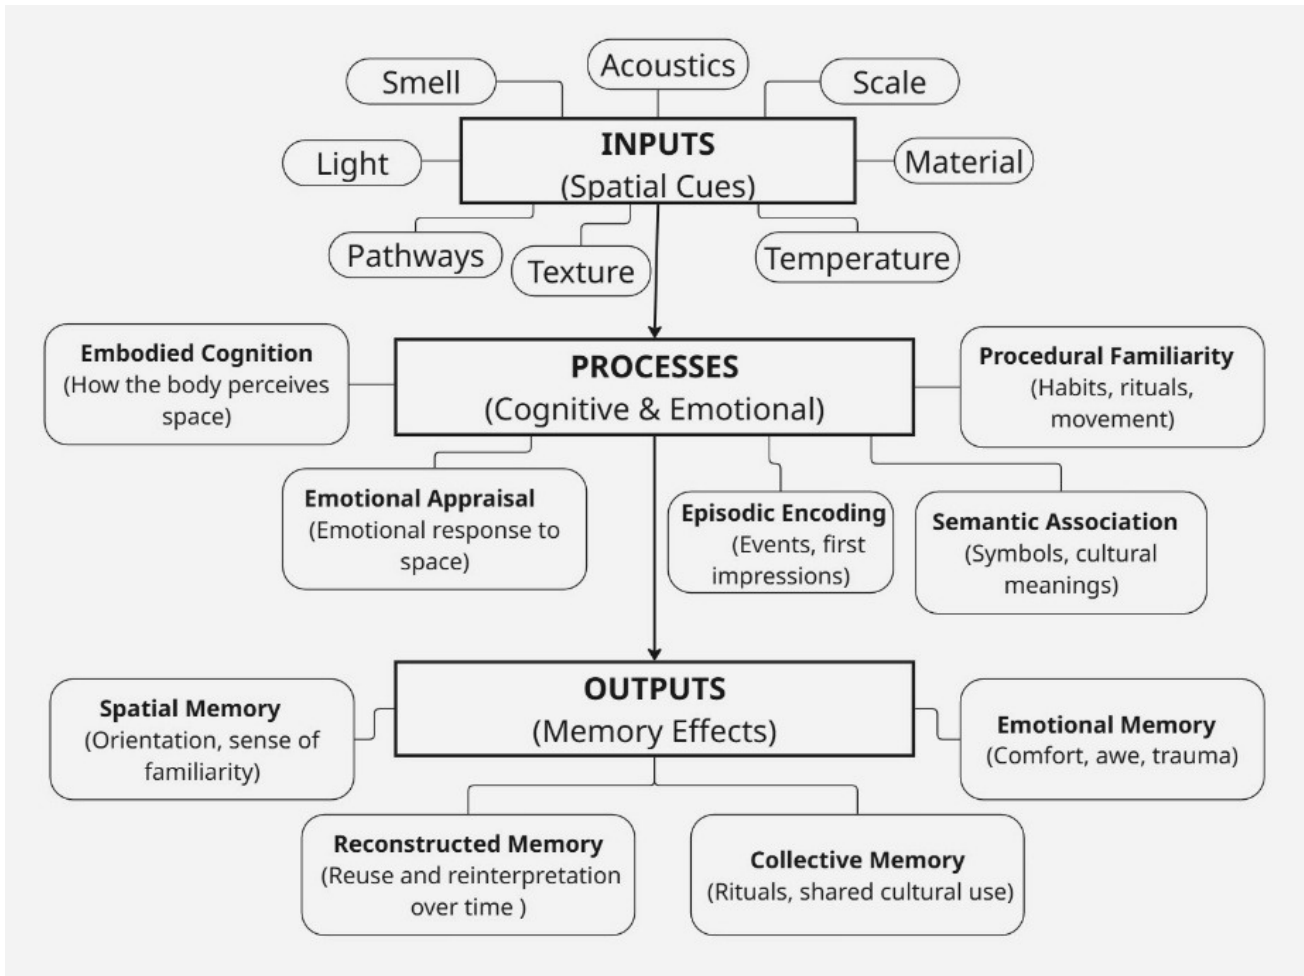 Smell
Acoustics
Scale
Light
INPUTS
(Spatial Cues)
Material
Pathways
Texture
Temperature
Embodied Cognition
(How the body perceives
space)
PROCESSES
(Cognitive & Emotional)
Procedural Familiarity
(Habits, rituals,
movement)
Emotional Appraisal
(Emotional response to
space)
Episodic Encoding
(Events, first
impressions)
Semantic Association
(Symbols, cultural
meanings)
Spatial Memory
(Orientation, sense of
familiarity)
OUTPUTS
(Memory Effects)
Emotional Memory
(Comfort, awe, trauma)
Reconstructed Memory
(Reuse and reinterpretation
over time )
Collective Memory
(Rituals, shared cultural use)